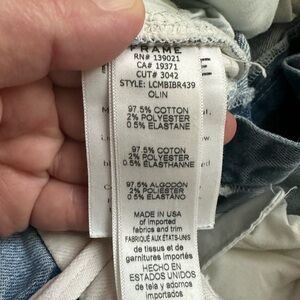 FRAME
RN# 139021
CA# 19371
CUT# 3042
STYLE: LCMBIBR439
OLIN
97.5% COTTON
2% POLYESTER
0.5% ELASTANE
97.5% COTON
2% POLYESTER
0.5% ELASTHANNE
97.5% ALGODÓN
2% POLIÉSTER
0.5% ELASTANO
MADE IN USA
of imported
fabrics and trim
FABRIQUÉ AUX ÉTATS-UNIS
de tissus et de
garnitures importés
HECHO EN
ESTADOS UNIDOS
de tela y adornos
importados